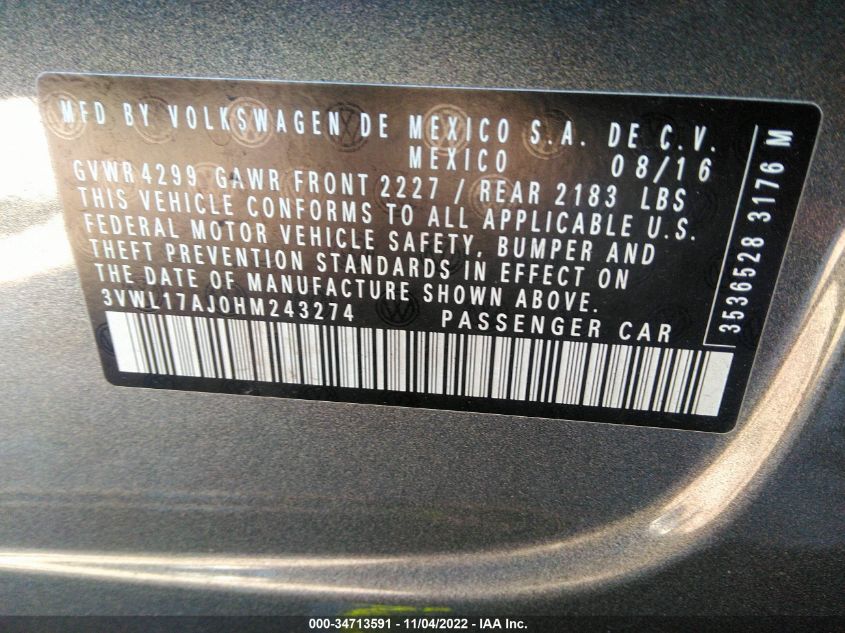 MFD BY VOLKSWAGEN DE MEXICO S.A. DE C.V.
MEXICO 08/16
GVWR 4299 GAWR FRONT 2227 / REAR 2183 LBS
THIS VEHICLE CONFORMS TO ALL APPLICABLE U.S.
FEDERAL MOTOR VEHICLE SAFETY, BUMPER AND
THEFT PREVENTION STANDARDS IN EFFECT ON
THE DATE OF MANUFACTURE SHOWN ABOVE.
3VWL17AJ0HM243274 PASSENGER CAR
3536528 3176 M
000-34713591 - 11/04/2022 - IAA Inc.